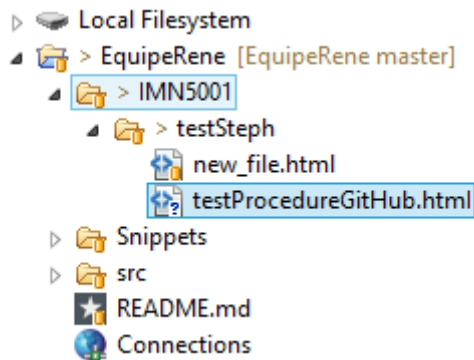 Local Filesystem
> EquipeRene [EquipeRene master]
> IMN5001
> testSteph
new_file.html
testProcedureGitHub.html
Snippets
src
README.md
Connections